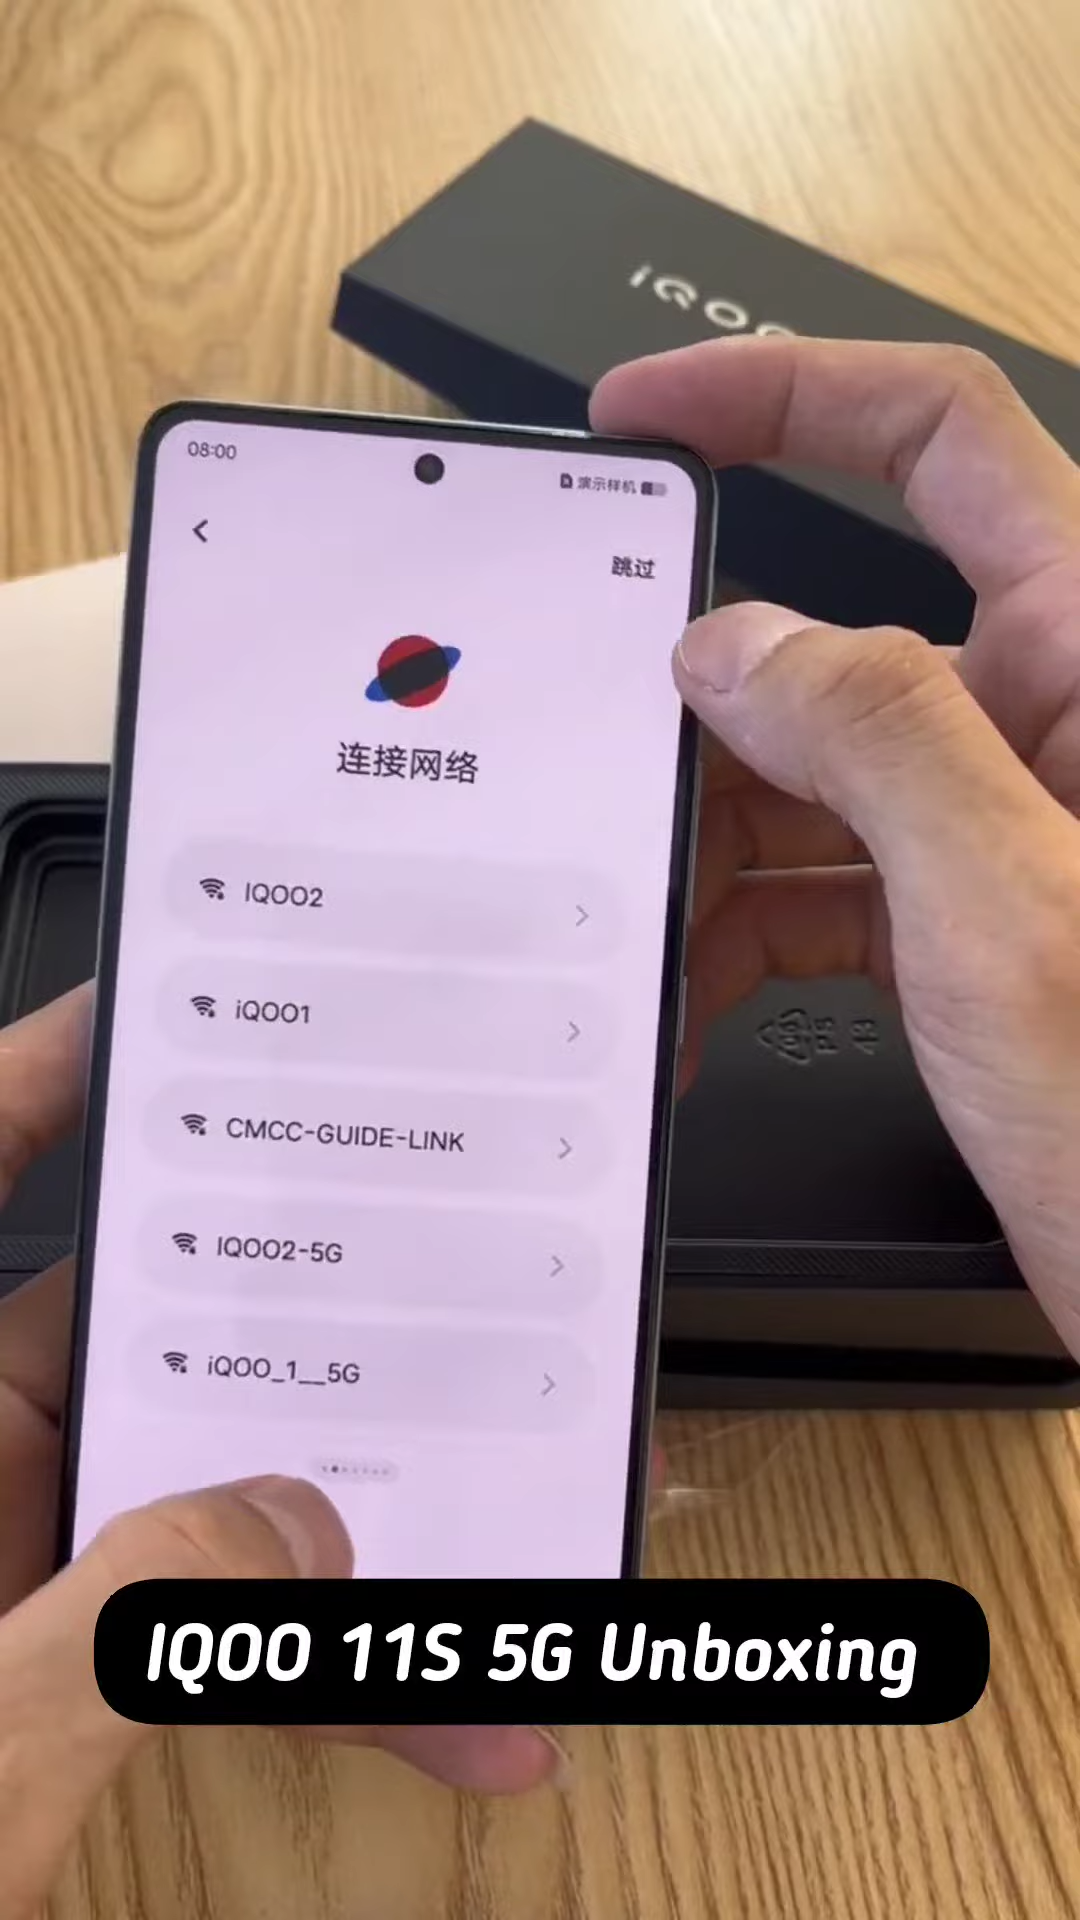 iQOO
08:00
演示样机
跳过
连接网络
IQOO2
iQOO1
CMCC-GUIDE-LINK
IQOO2-5G
iQOO_1__5G
IQOO 11S 5G Unboxing